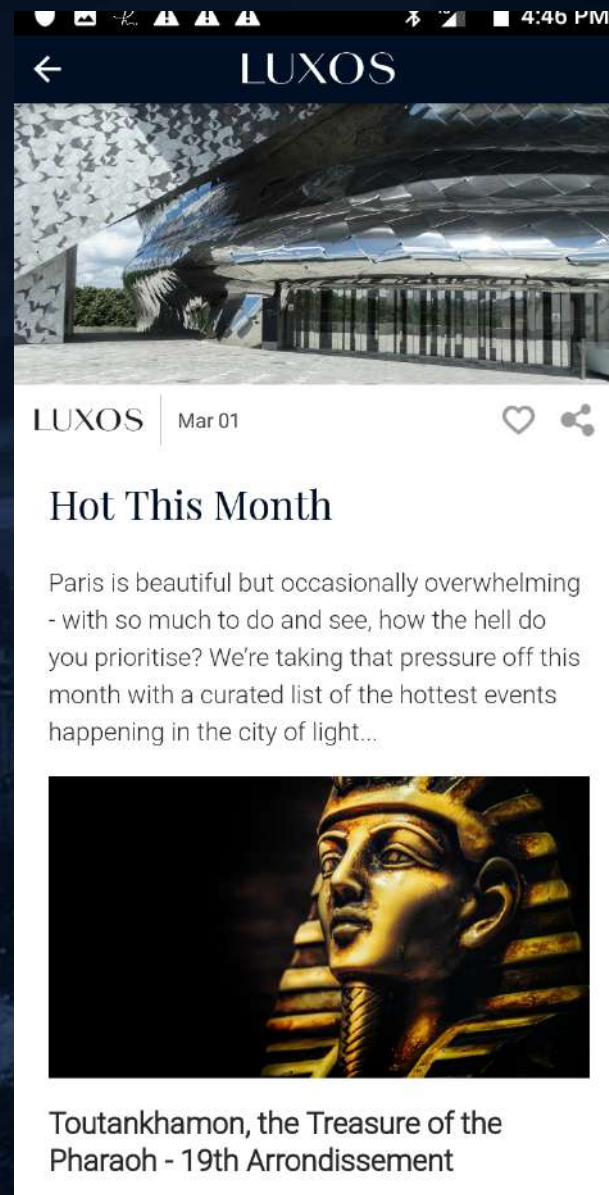 4:46 PM
LUXOS
LUXOS
Mar 01
Hot This Month
Paris is beautiful but occasionally overwhelming
- with so much to do and see, how the hell do
you prioritise? We're taking that pressure off this
month with a curated list of the hottest events
happening in the city of light...
Toutankhamon, the Treasure of the
Pharaoh - 19th Arrondissement